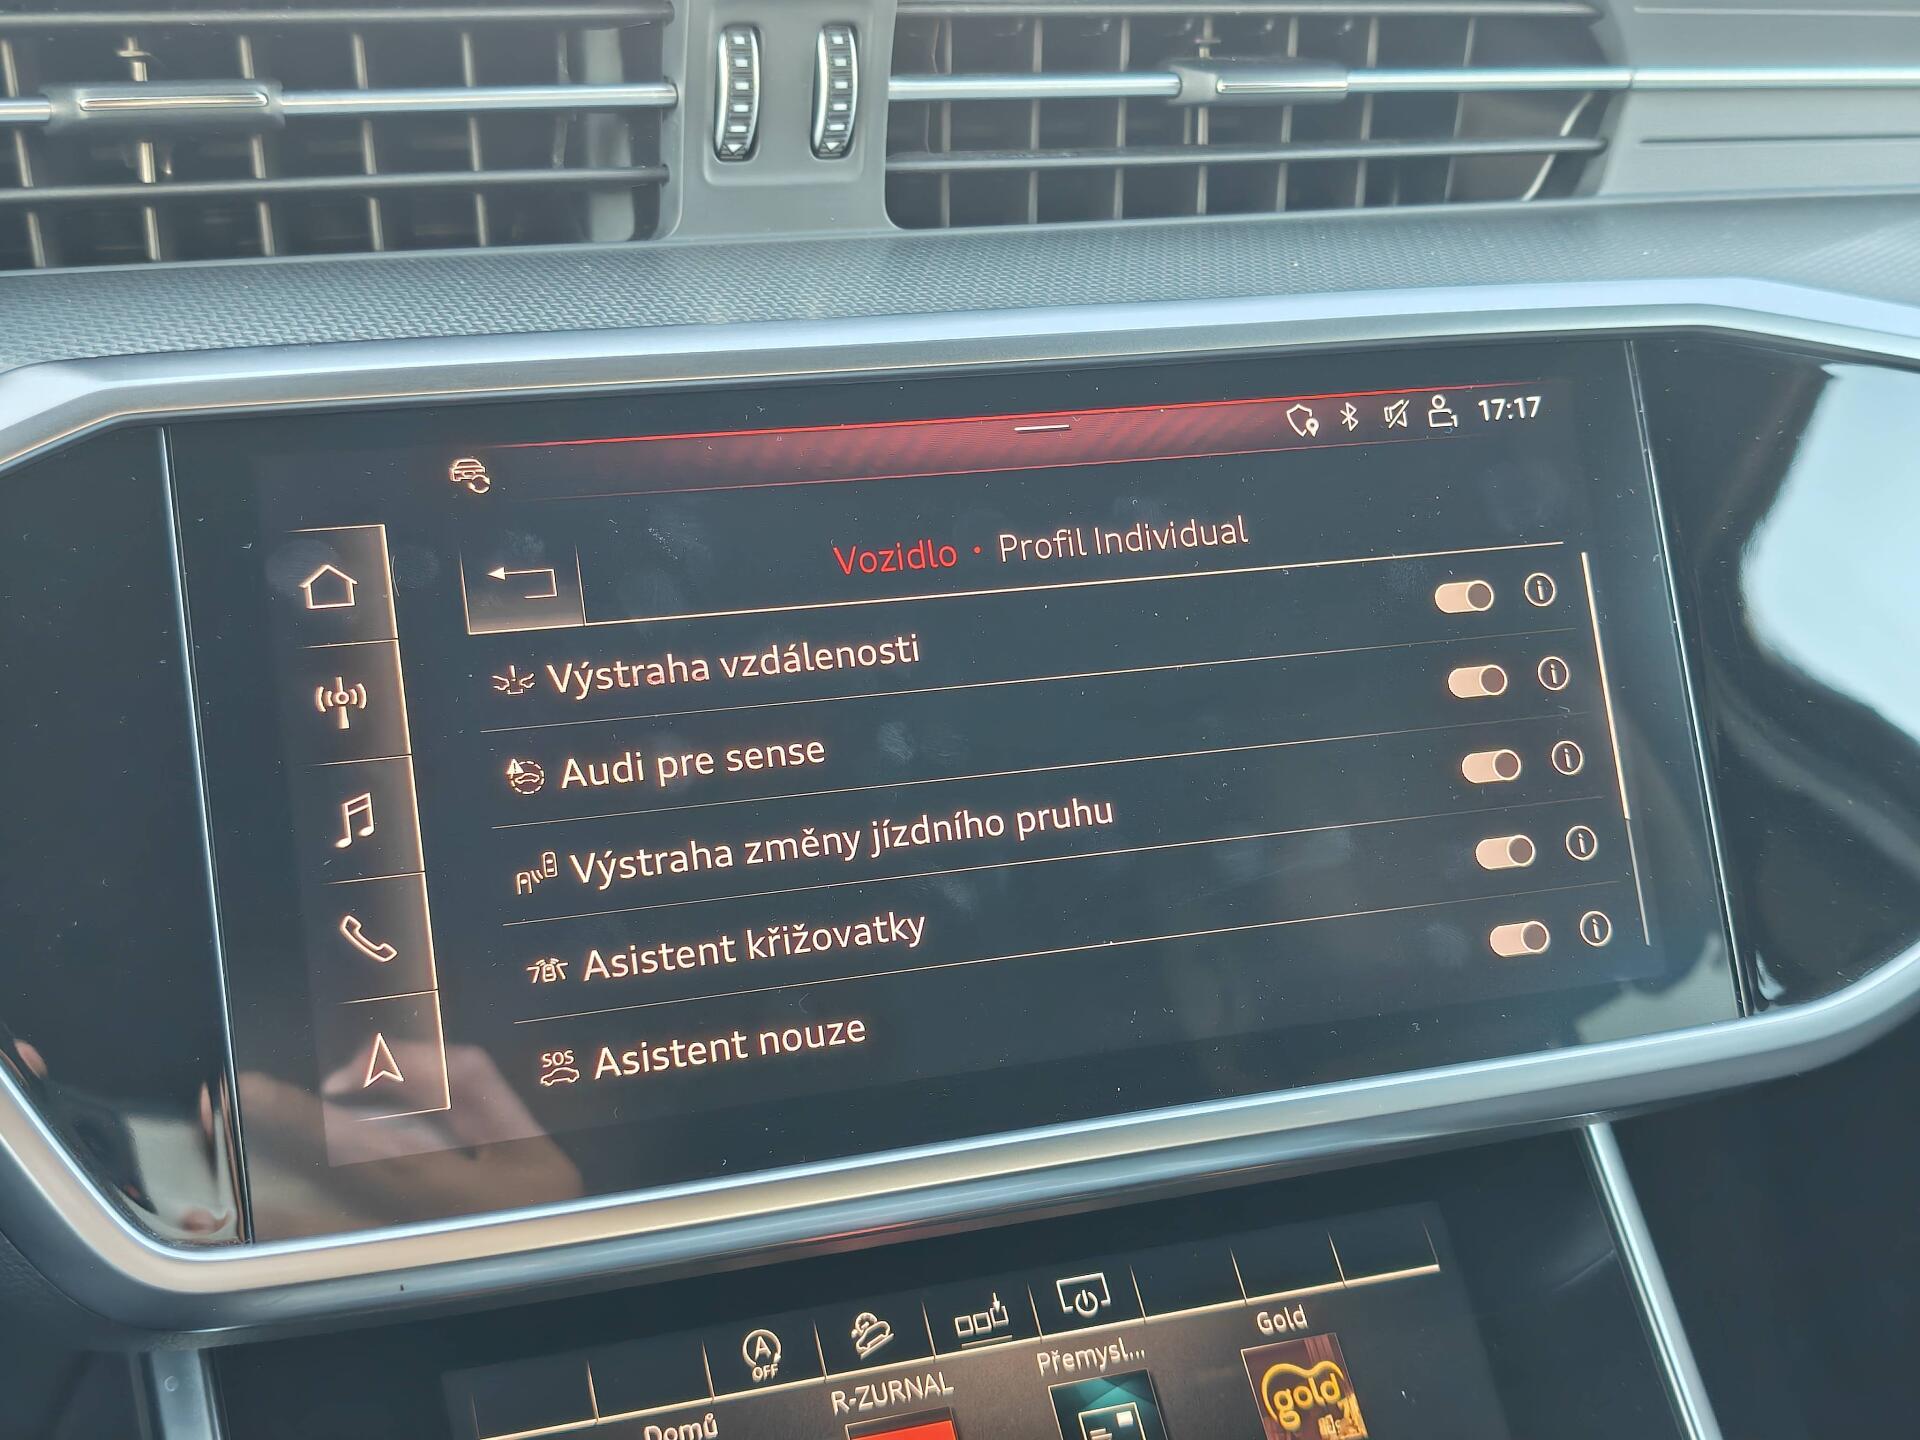 17:17
Vozidlo • Profil Individual
Výstraha vzdálenosti
Audi pre sense
Výstraha změny jízdního pruhu
Asistent křižovatky
SOS Asistent nouze
A OFF
Domů
R-ZURNAL
Přemysl...
Gold
gold